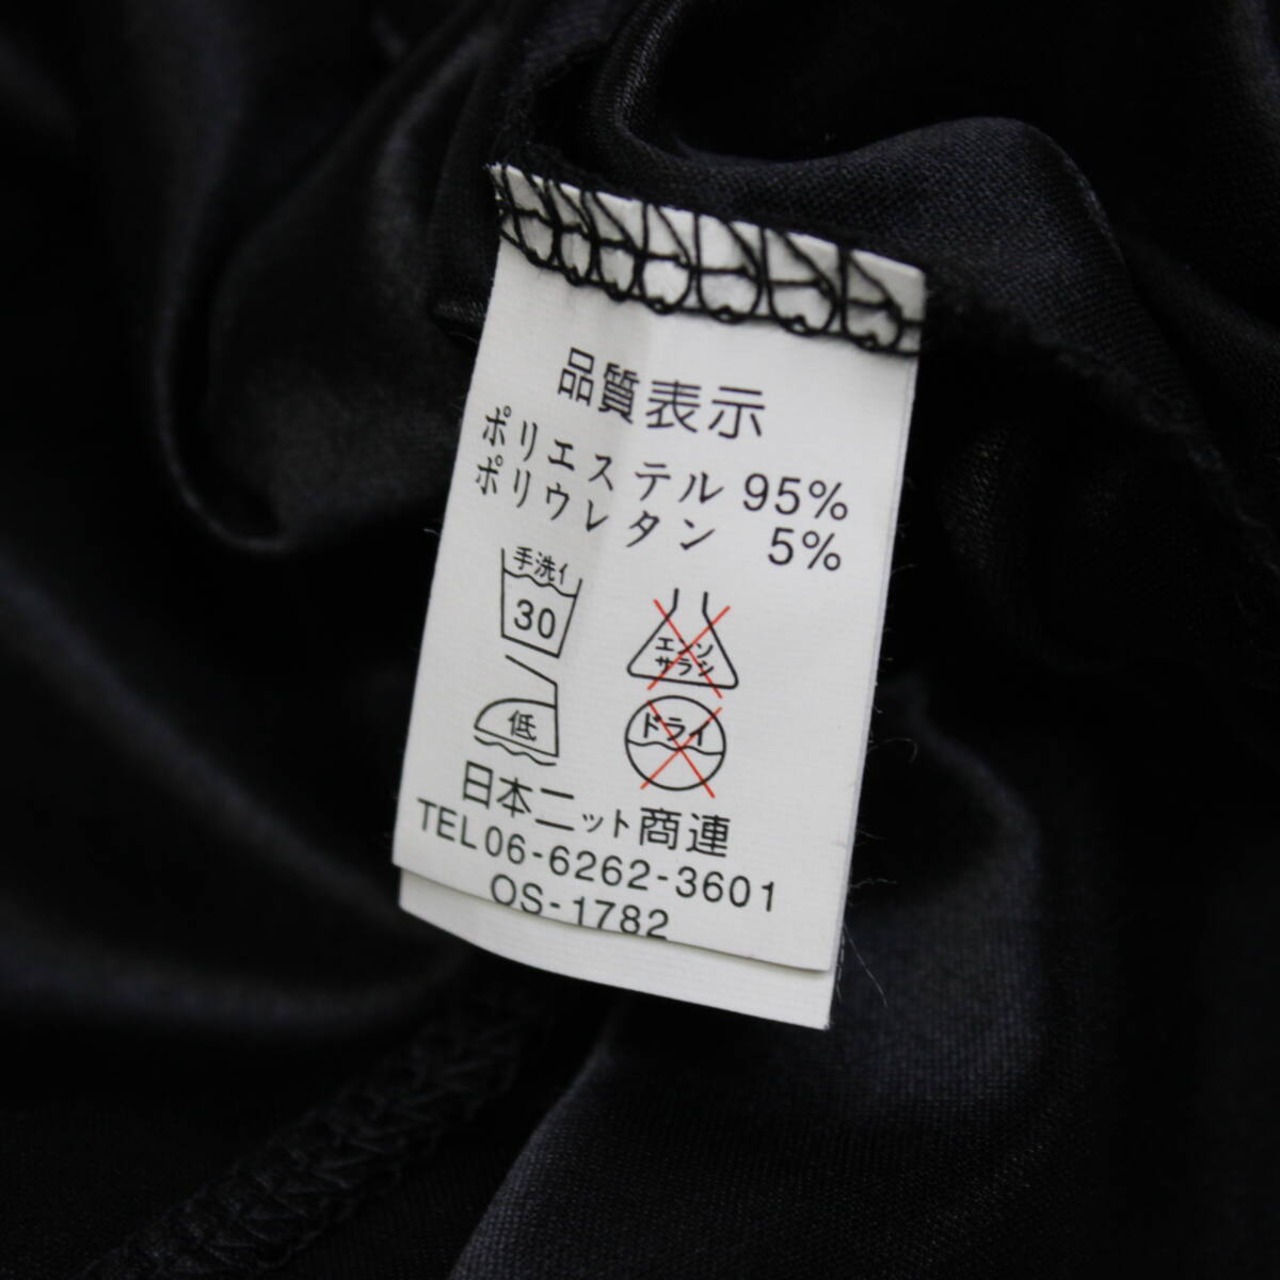 品質表示
ポリエステル 95%
ポリウレタン 5%
手洗イ
30
エンソ
サラシ
低
ドライ
日本ニット商連
TEL06-6262-3601
OS-1782